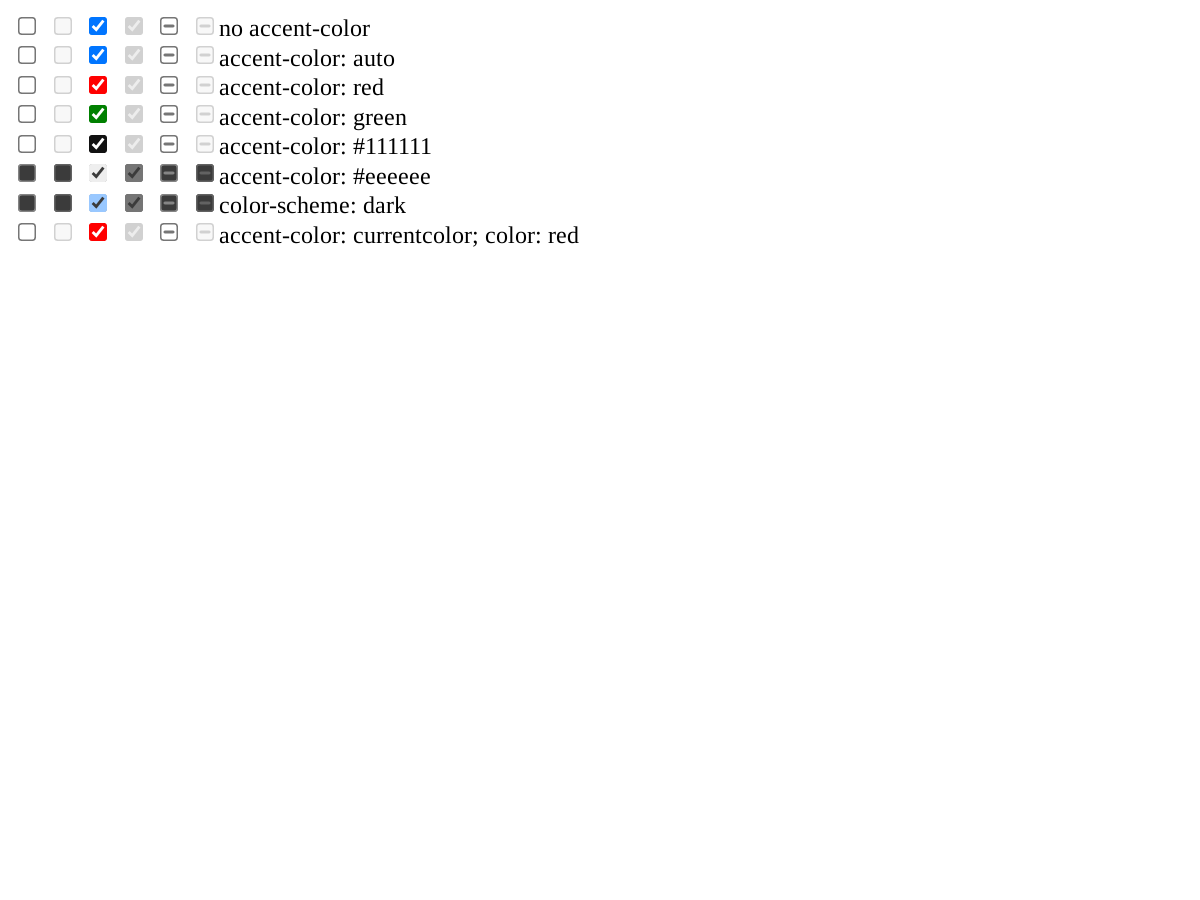 no accent-color
accent-color: auto
accent-color: red
accent-color: green
accent-color: #111111
accent-color: #eeeeee
color-scheme: dark
accent-color: currentcolor; color: red